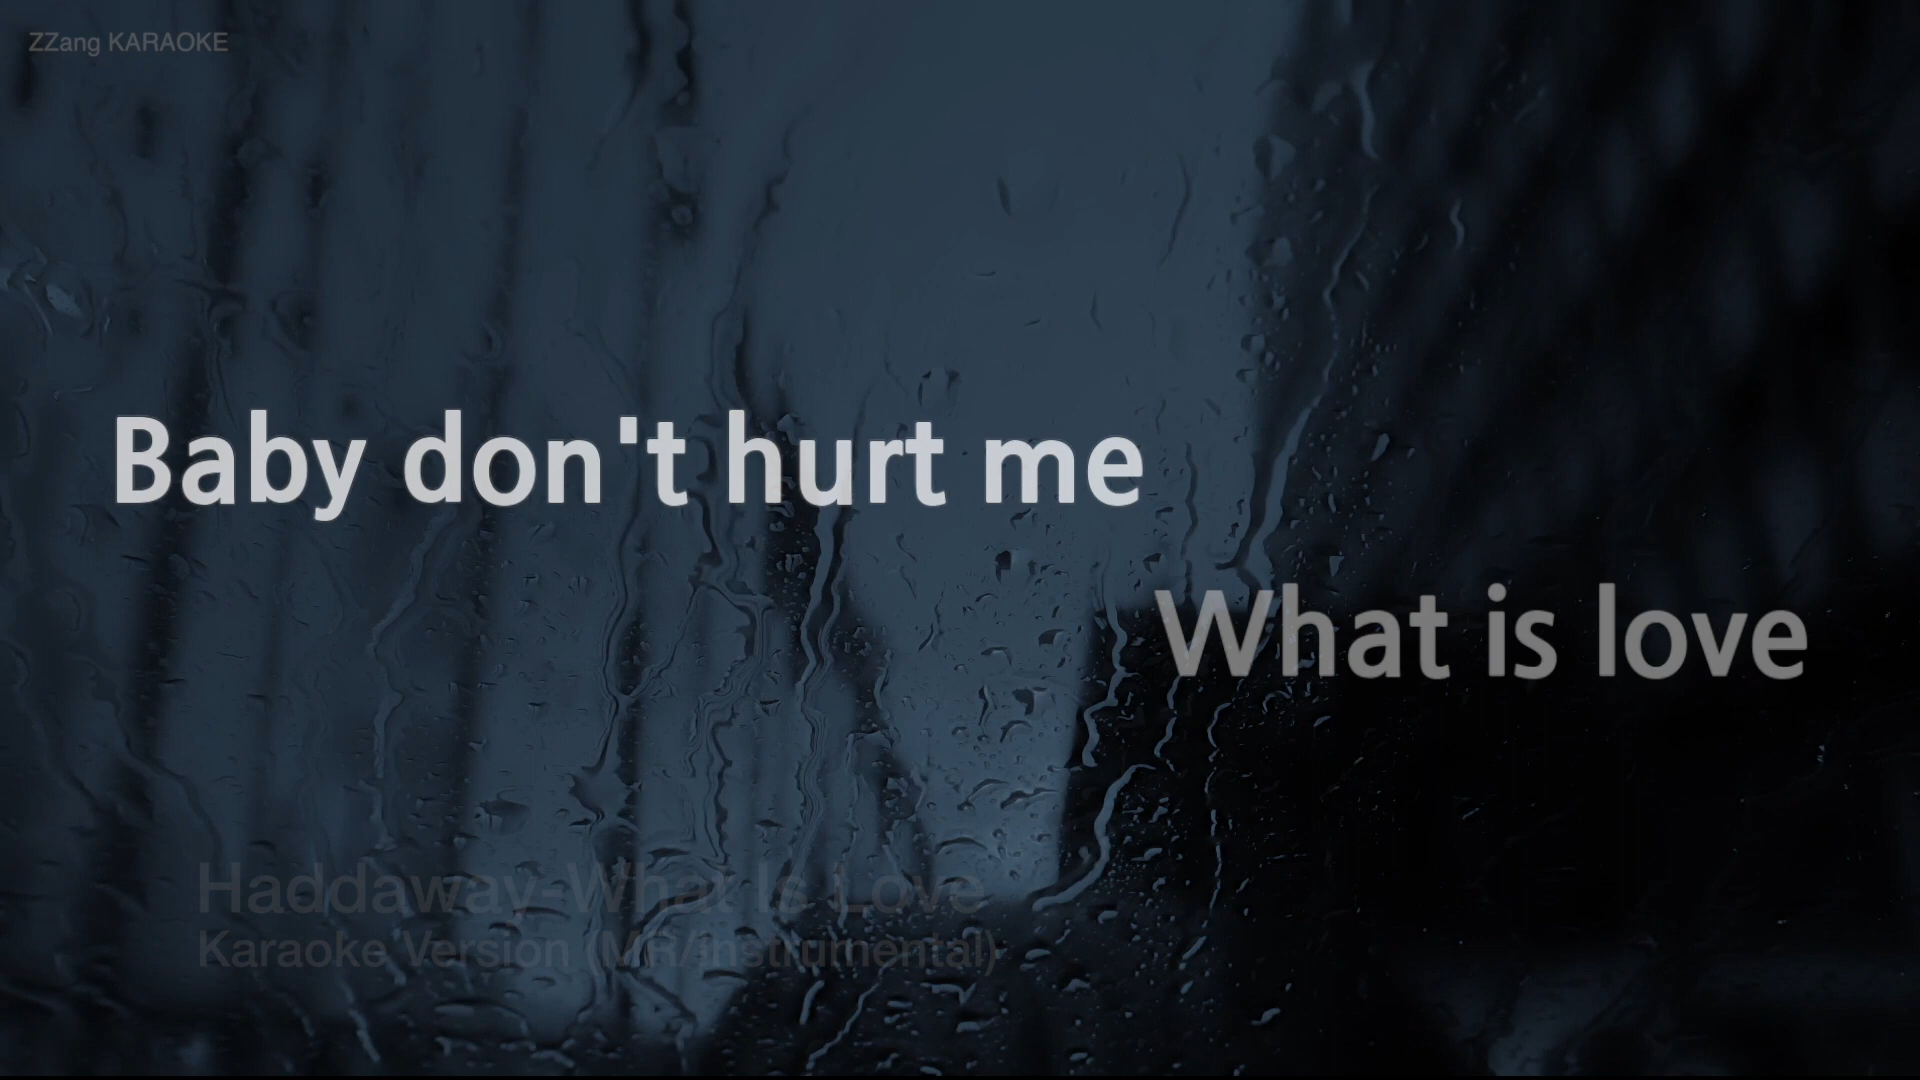 ZZang KARAOKE
Baby don't hurt me
What is love
Haddaway-What Is Love
Karaoke Version (MR/Instrumental)